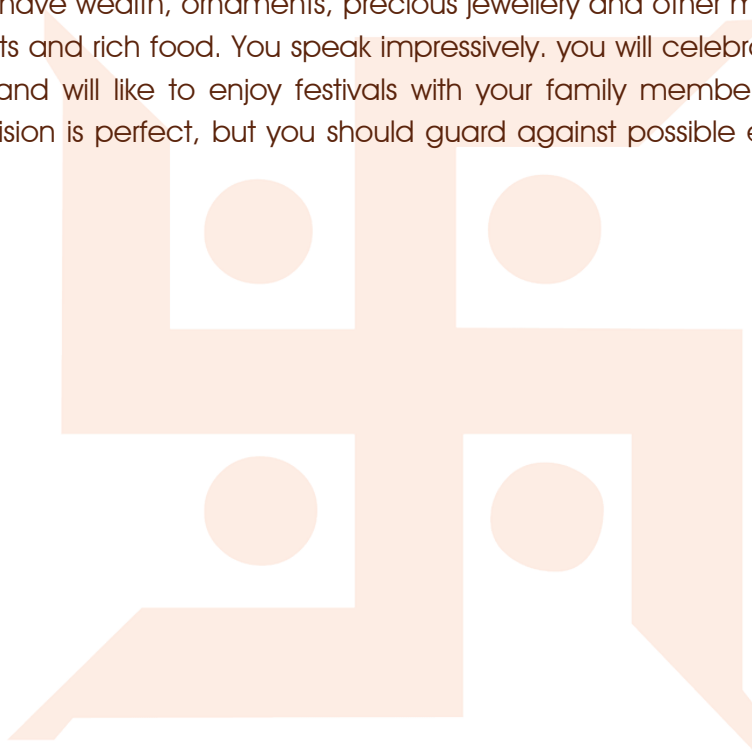 have wealth, ornaments, precious jewellery and other m
ts and rich food. You speak impressively. you will celebr
and will like to enjoy festivals with your family membe
ision is perfect, but you should guard against possible e